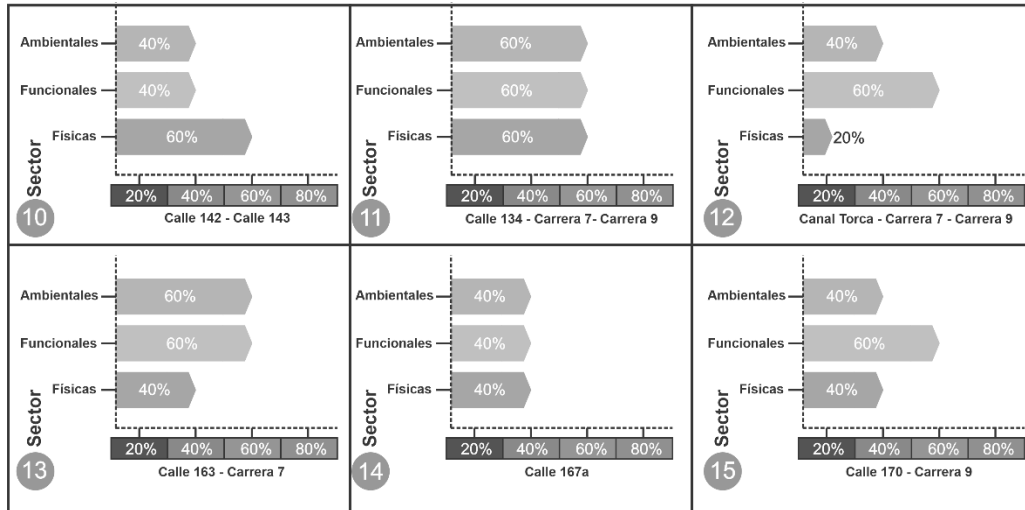 Ambientales 40%
Funcionales 40%
Físicas 60%
Sector
10
20% 40% 60% 80%
Calle 142 - Calle 143
Ambientales 60%
Funcionales 60%
Físicas 60%
Sector
11
20% 40% 60% 80%
Calle 134 - Carrera 7- Carrera 9
Ambientales 40%
Funcionales 60%
Físicas 20%
Sector
12
20% 40% 60% 80%
Canal Torca - Carrera 7 - Carrera 9
Ambientales 60%
Funcionales 60%
Físicas 40%
Sector
13
20% 40% 60% 80%
Calle 163 - Carrera 7
Ambientales 40%
Funcionales 40%
Físicas 40%
Sector
14
20% 40% 60% 80%
Calle 167a
Ambientales 40%
Funcionales 60%
Físicas 40%
Sector
15
20% 40% 60% 80%
Calle 170 - Carrera 9